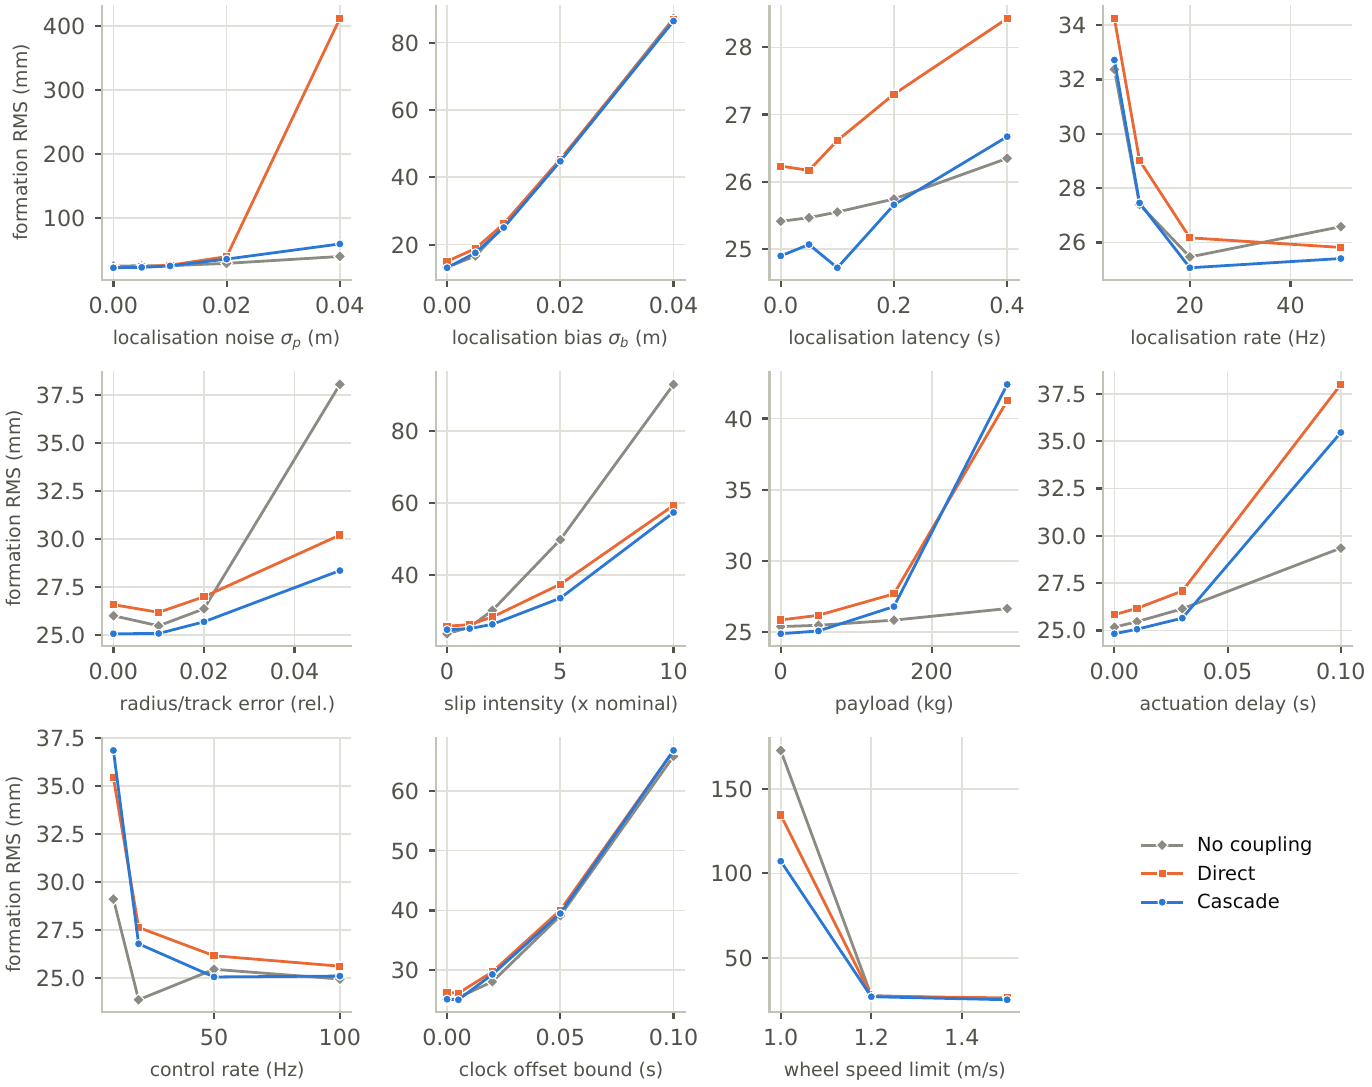 formation RMS (mm)
400
300
200
100
0.00 0.02 0.04
localisation noise σp (m)
80
60
40
20
0.00 0.02 0.04
localisation bias σb (m)
28
27
26
25
0.0 0.2 0.4
localisation latency (s)
34
32
30
28
26
20 40
localisation rate (Hz)
formation RMS (mm)
37.5
35.0
32.5
30.0
27.5
25.0
0.00 0.02 0.04
radius/track error (rel.)
80
60
40
0 5 10
slip intensity (x nominal)
40
35
30
25
0 200
payload (kg)
37.5
35.0
32.5
30.0
27.5
25.0
0.00 0.05 0.10
actuation delay (s)
formation RMS (mm)
37.5
35.0
32.5
30.0
27.5
25.0
50 100
control rate (Hz)
60
50
40
30
0.00 0.05 0.10
clock offset bound (s)
150
100
50
1.0 1.2 1.4
wheel speed limit (m/s)
No coupling
Direct
Cascade